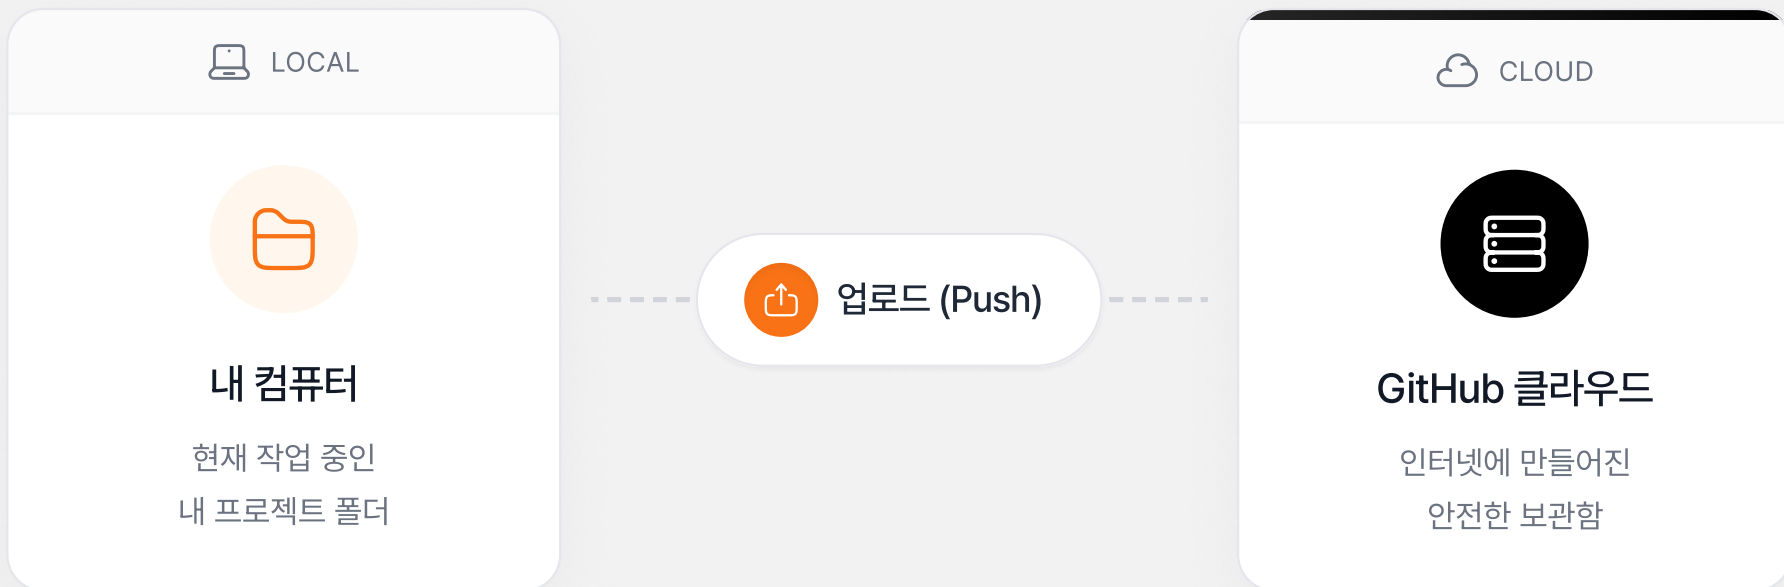 LOCAL
내 컴퓨터
현재 작업 중인
내 프로젝트 폴더
업로드 (Push)
CLOUD
GitHub 클라우드
인터넷에 만들어진
안전한 보관함